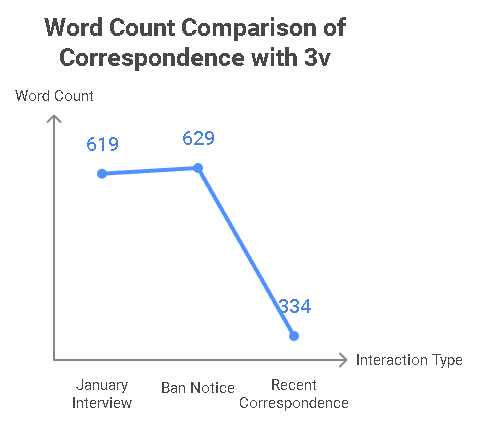 Word Count Comparison of
Correspondence with 3v
Word Count
619
629
334
Interaction Type
January
Interview
Ban Notice
Recent
Correspondence